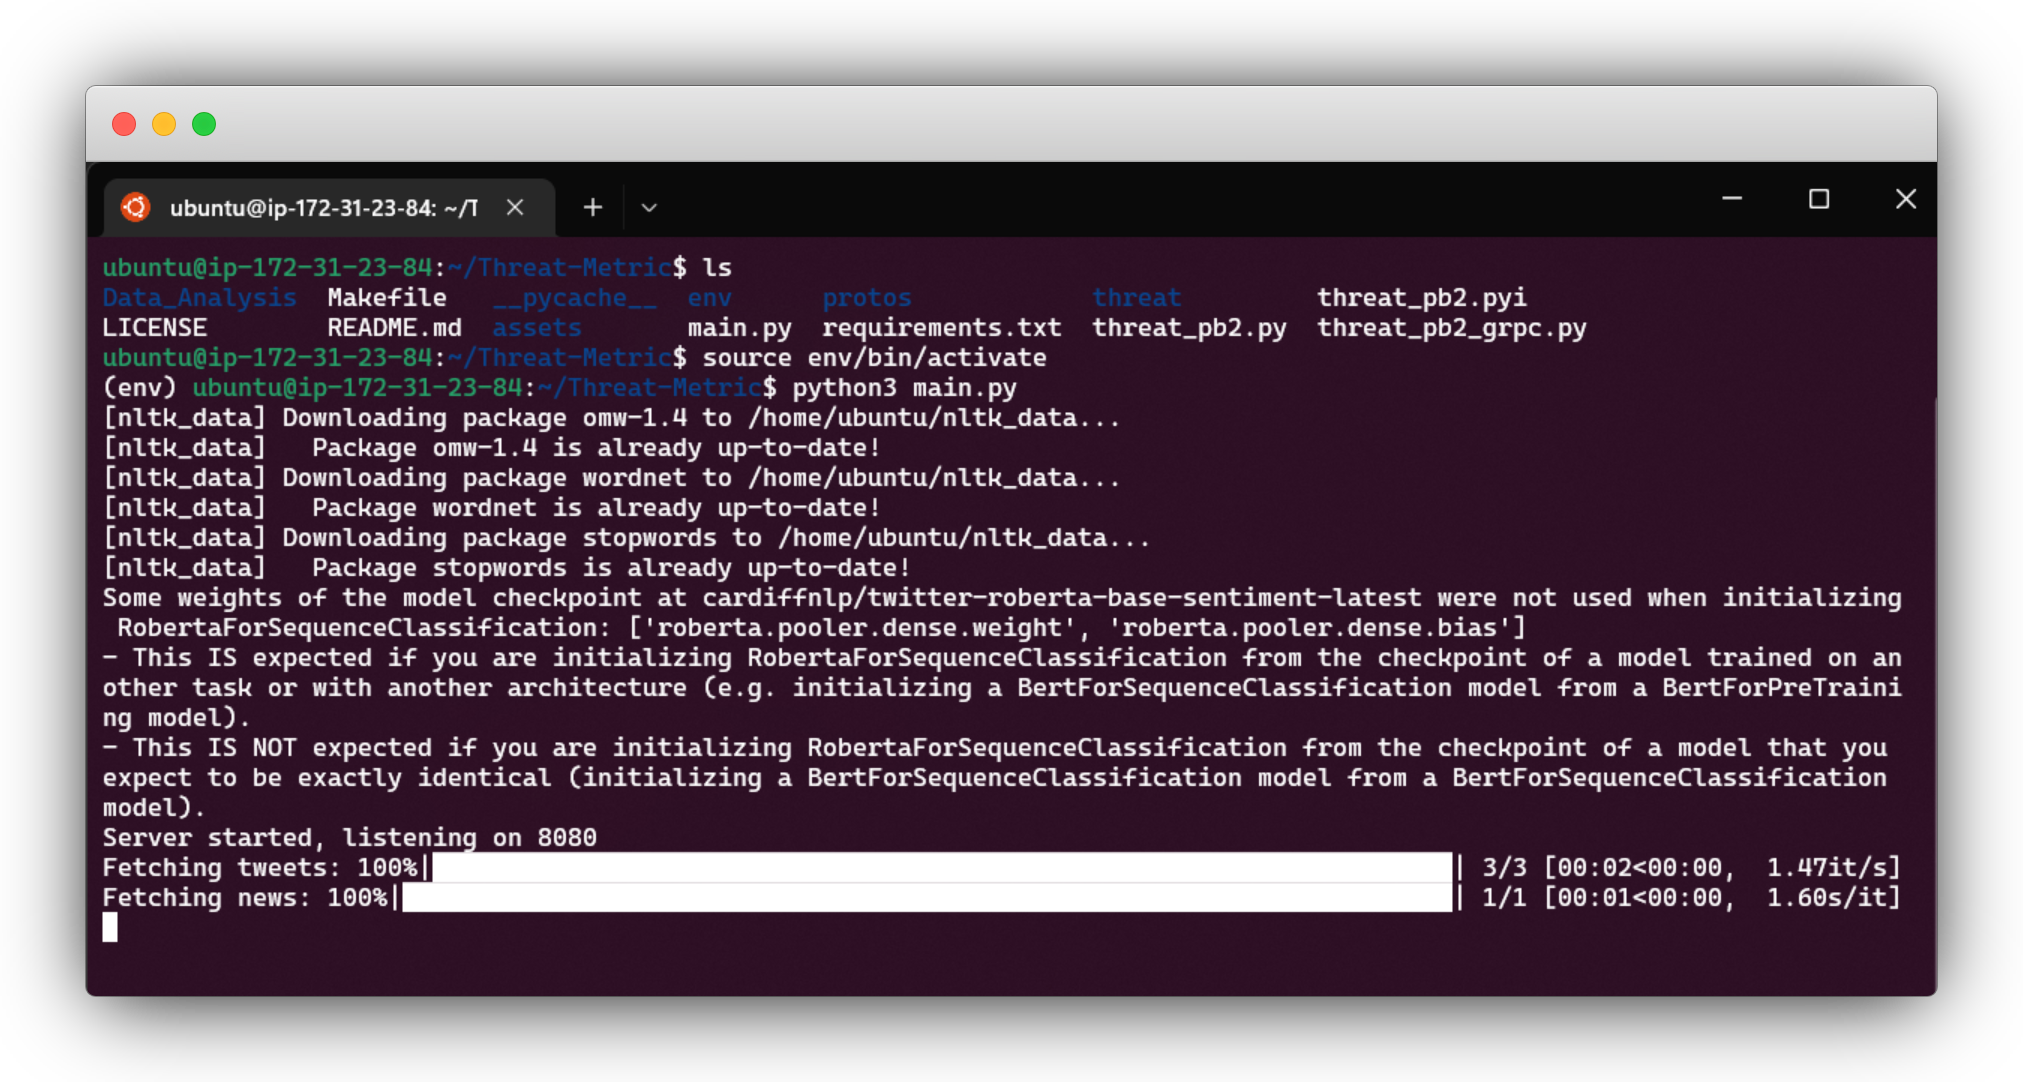 ubuntu@ip-172-31-23-84: ~/T
ubuntu@ip-172-31-23-84:~/Threat-Metric$ ls
Data_Analysis  Makefile   __pycache__  env      protos            threat         threat_pb2.pyi
LICENSE        README.md  assets       main.py  requirements.txt  threat_pb2.py  threat_pb2_grpc.py
ubuntu@ip-172-31-23-84:~/Threat-Metric$ source env/bin/activate
(env) ubuntu@ip-172-31-23-84:~/Threat-Metric$ python3 main.py
[nltk_data] Downloading package omw-1.4 to /home/ubuntu/nltk_data...
[nltk_data]   Package omw-1.4 is already up-to-date!
[nltk_data] Downloading package wordnet to /home/ubuntu/nltk_data...
[nltk_data]   Package wordnet is already up-to-date!
[nltk_data] Downloading package stopwords to /home/ubuntu/nltk_data...
[nltk_data]   Package stopwords is already up-to-date!
Some weights of the model checkpoint at cardiffnlp/twitter-roberta-base-sentiment-latest were not used when initializing
 RobertaForSequenceClassification: ['roberta.pooler.dense.weight', 'roberta.pooler.dense.bias']
- This IS expected if you are initializing RobertaForSequenceClassification from the checkpoint of a model trained on an
other task or with another architecture (e.g. initializing a BertForSequenceClassification model from a BertForPreTraini
ng model).
- This IS NOT expected if you are initializing RobertaForSequenceClassification from the checkpoint of a model that you
expect to be exactly identical (initializing a BertForSequenceClassification model from a BertForSequenceClassification
model).
Server started, listening on 8080
Fetching tweets: 100%| | 3/3 [00:02<00:00,  1.47it/s]
Fetching news: 100%| | 1/1 [00:01<00:00,  1.60s/it]